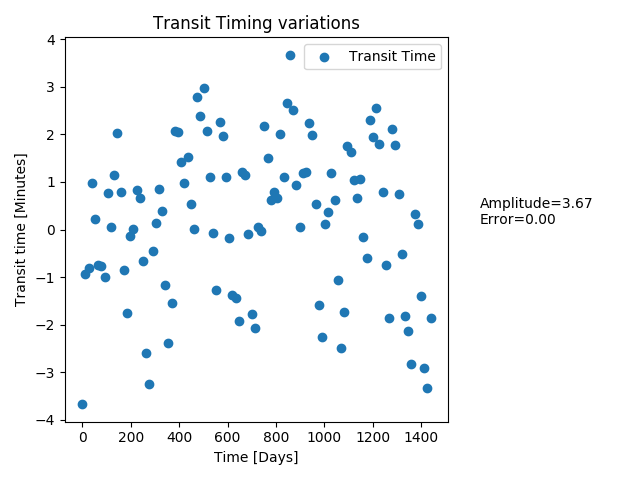 Transit Timing variations
Transit Time
Transit time [Minutes]
4
3
2
1
0
−1
−2
−3
−4
Amplitude=3.67
Error=0.00
0 200 400 600 800 1000 1200 1400
Time [Days]